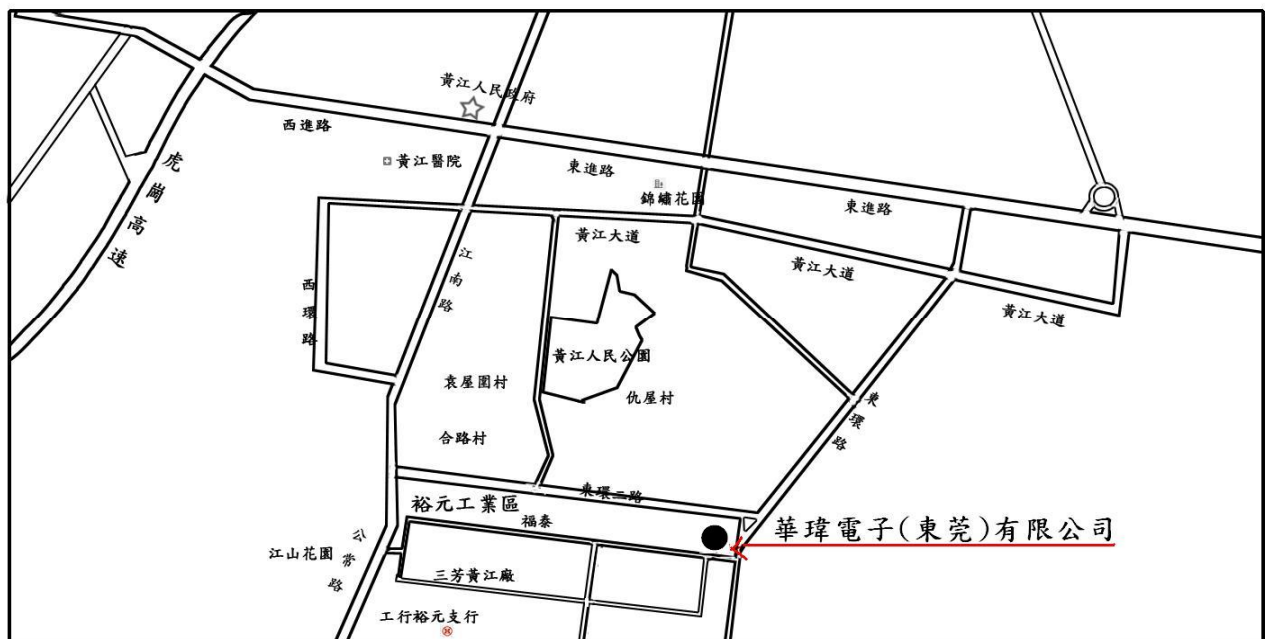 黃江人民政府
西進路
黃江醫院
虎崗高速
東進路
錦繡花園
東進路
黃江大道
江南路
黃江大道
西環路
黃江大道
黃江人民公園
袁屋圍村
仇屋村
東環路
合路村
東環二路
裕元工業區
福泰
華瑋電子(東莞)有限公司
公常路
江山花園
三芳黃江廠
工行裕元支行